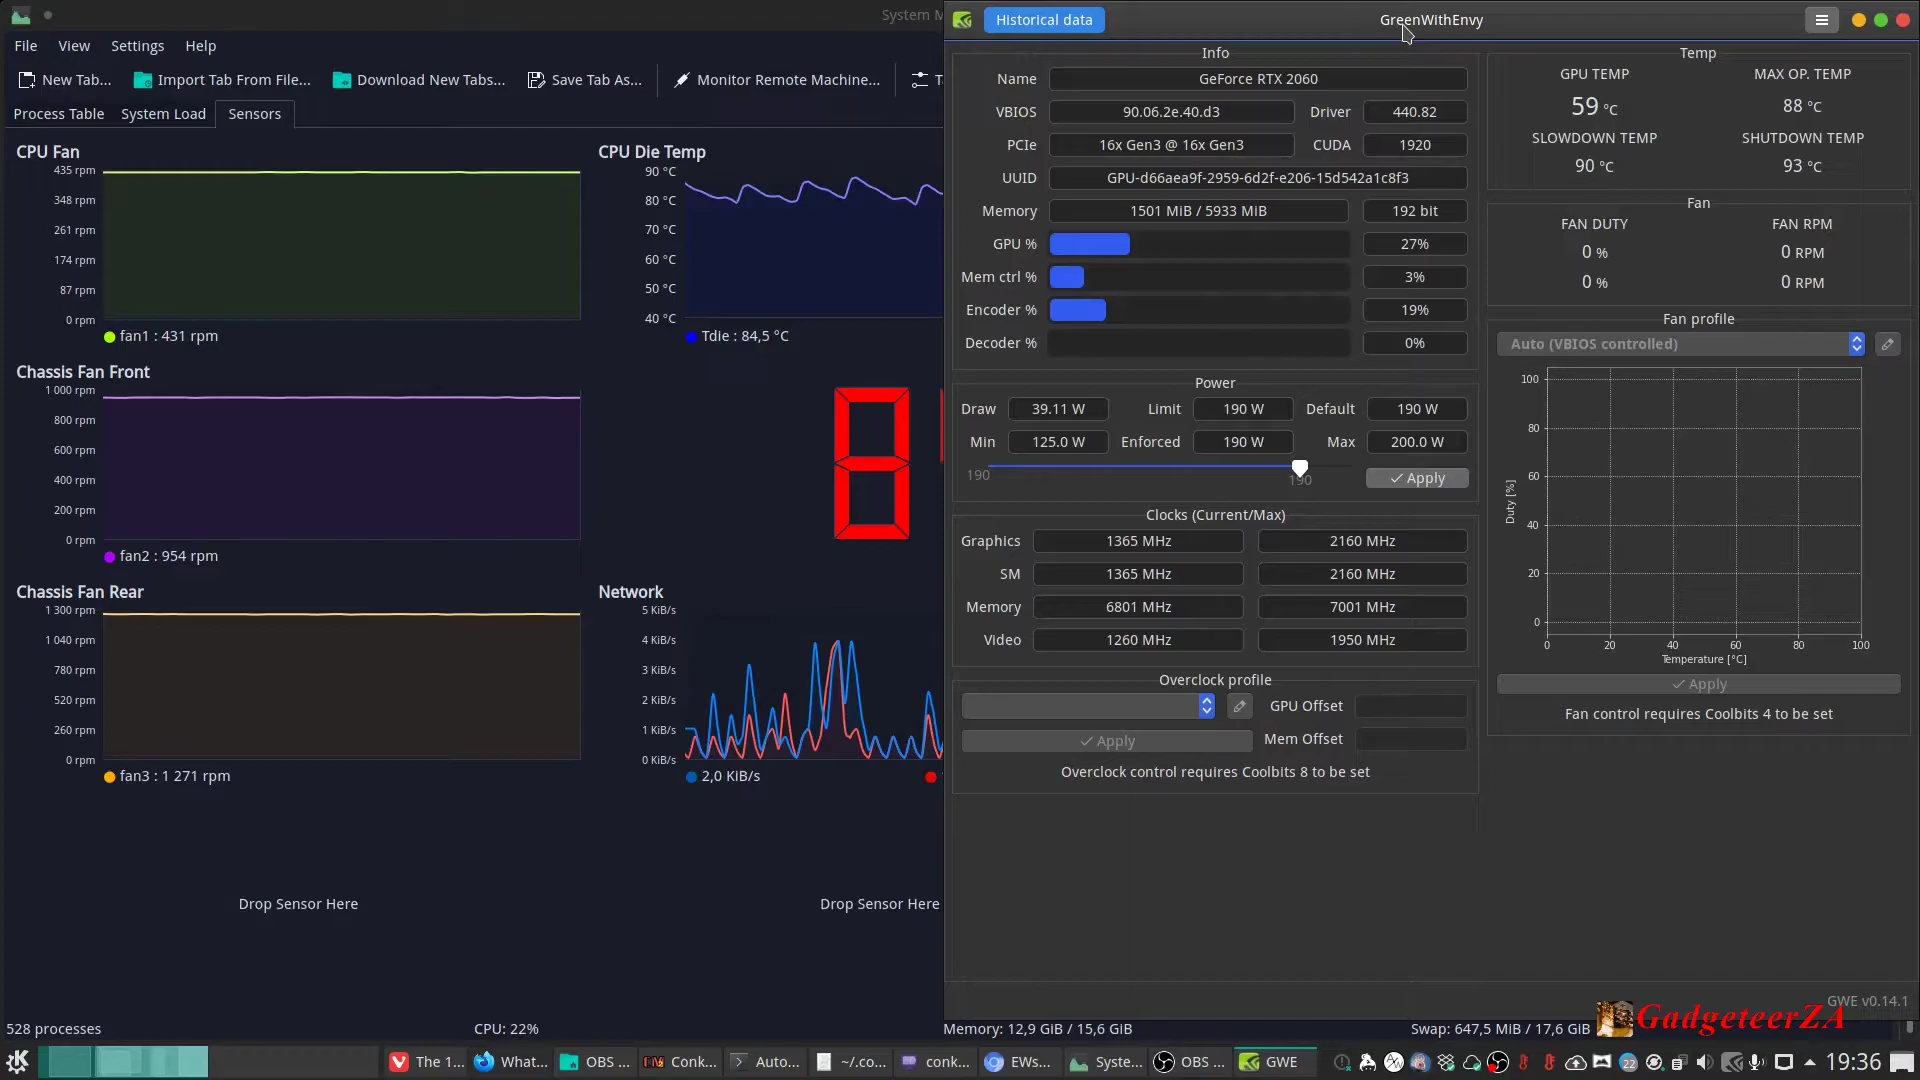 System M
File View Settings Help
New Tab... Import Tab From File... Download New Tabs... Save Tab As... Monitor Remote Machine... T
Process Table System Load Sensors
CPU Fan
435 rpm
348 rpm
261 rpm
174 rpm
87 rpm
0 rpm
fan1 : 431 rpm
CPU Die Temp
90 °C
80 °C
70 °C
60 °C
50 °C
40 °C
Tdie : 84,5 °C
Chassis Fan Front
1 000 rpm
800 rpm
600 rpm
400 rpm
200 rpm
0 rpm
fan2 : 954 rpm
8
Chassis Fan Rear
1 300 rpm
1 040 rpm
780 rpm
520 rpm
260 rpm
0 rpm
fan3 : 1 271 rpm
Network
5 KiB/s
4 KiB/s
3 KiB/s
2 KiB/s
1 KiB/s
0 KiB/s
2,0 KiB/s
Drop Sensor Here
Drop Sensor Here
528 processes CPU: 22% Memory: 12,9 GiB / 15,6 GiB Swap: 647,5 MiB / 17,6 GiB
Historical data GreenWithEnvy
Info
Name GeForce RTX 2060
VBIOS 90.06.2e.40.d3 Driver 440.82
PCIe 16x Gen3 @ 16x Gen3 CUDA 1920
UUID GPU-d66aea9f-2959-6d2f-e206-15d542a1c8f3
Memory 1501 MiB / 5933 MiB 192 bit
GPU % 27%
Mem ctrl % 3%
Encoder % 19%
Decoder % 0%
Power
Draw 39.11 W Limit 190 W Default 190 W
Min 125.0 W Enforced 190 W Max 200.0 W
190 190 Apply
Clocks (Current/Max)
Graphics 1365 MHz 2160 MHz
SM 1365 MHz 2160 MHz
Memory 6801 MHz 7001 MHz
Video 1260 MHz 1950 MHz
Overclock profile
GPU Offset
Apply Mem Offset
Overclock control requires Coolbits 8 to be set
Temp
GPU TEMP MAX OP. TEMP
59 °C 88 °C
SLOWDOWN TEMP SHUTDOWN TEMP
90 °C 93 °C
Fan
FAN DUTY FAN RPM
0 % 0 RPM
0 % 0 RPM
Fan profile
Auto (VBIOS controlled)
100
80
60
40
20
0
Duty [%]
0 20 40 60 80 100
Temperature [°C]
Apply
Fan control requires Coolbits 4 to be set
GWE v0.14.1
GadgeteerZA
The 1... What... OBS ... Conk... Auto... ~/.co... conk... EWs... Syste... OBS ... GWE 22 19:36